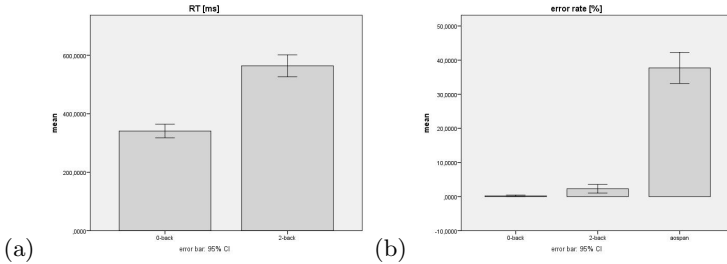 RT [ms]
600,0000
400,0000
200,0000
,0000
mean
0-back
2-back
error bar: 95% CI
(a)
error rate [%]
50,0000
40,0000
30,0000
20,0000
10,0000
,0000
-10,0000
mean
0-back
2-back
aospan
error bar: 95% CI
(b)